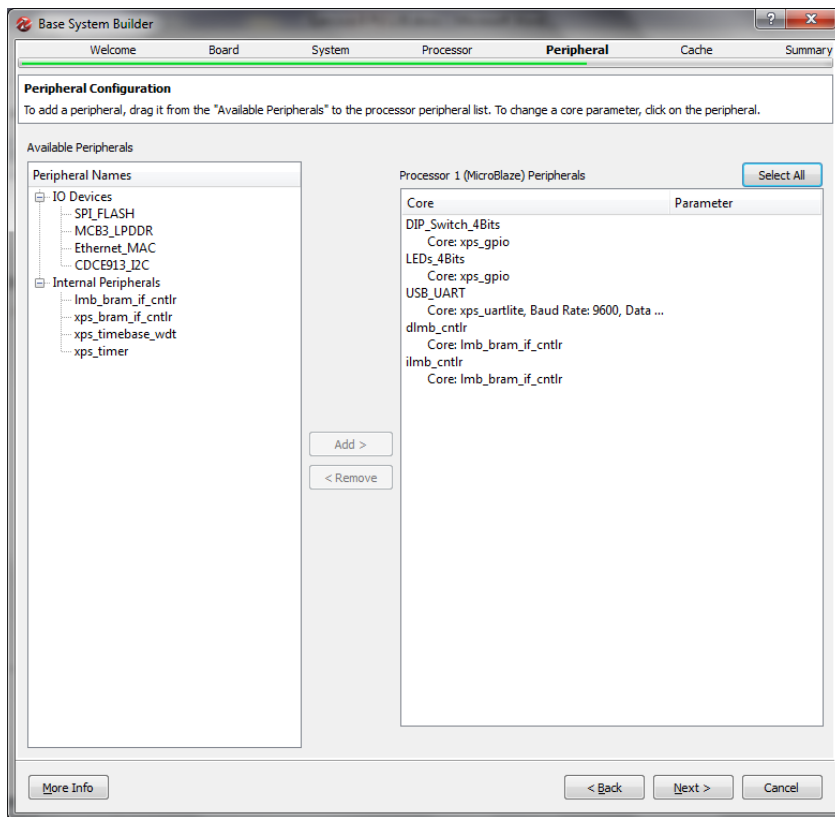 Base System Builder
?
x
Welcome Board System Processor Peripheral Cache Summary
Peripheral Configuration
To add a peripheral, drag it from the "Available Peripherals" to the processor peripheral list. To change a core parameter, click on the peripheral.
Available Peripherals
Peripheral Names
IO Devices
SPI_FLASH
MCB3_LPDDR
Ethernet_MAC
CDCE913_I2C
Internal Peripherals
lmb_bram_if_cntlr
xps_bram_if_cntlr
xps_timebase_wdt
xps_timer
Add >
< Remove
Processor 1 (MicroBlaze) Peripherals
Select All
Core Parameter
DIP_Switch_4Bits
Core: xps_gpio
LEDs_4Bits
Core: xps_gpio
USB_UART
Core: xps_uartlite, Baud Rate: 9600, Data ...
dlmb_cntlr
Core: lmb_bram_if_cntlr
ilmb_cntlr
Core: lmb_bram_if_cntlr
More Info
< Back
Next >
Cancel